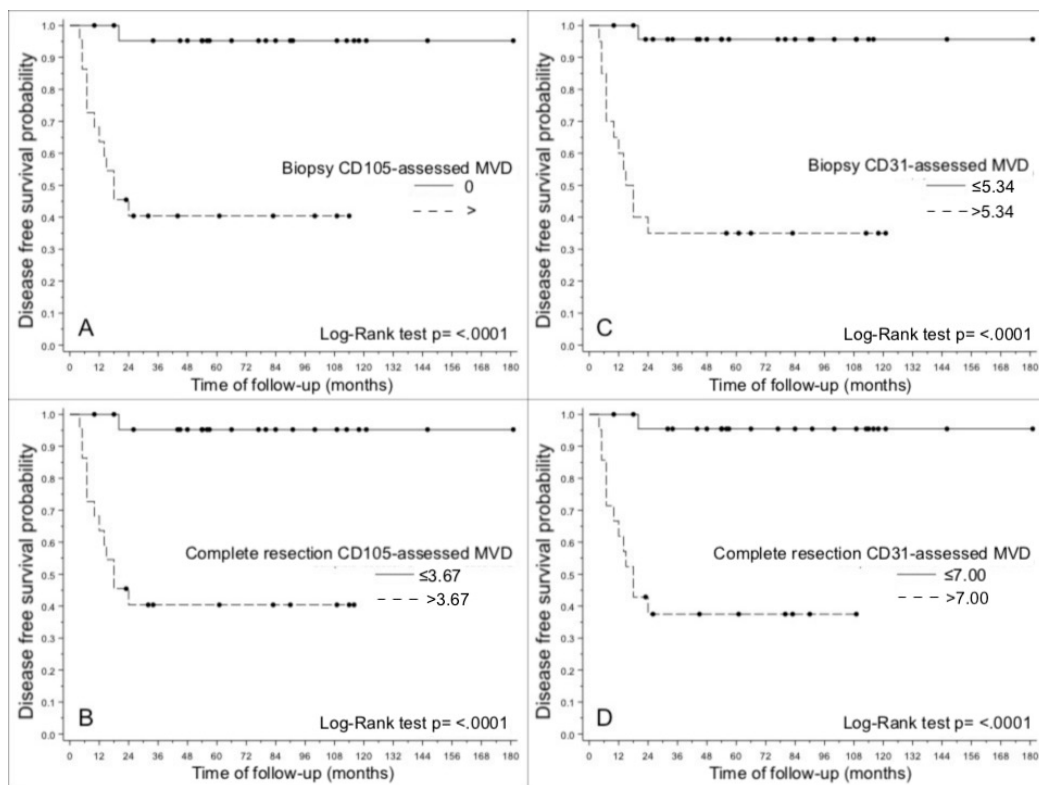 Disease free survival probability
1.0
0.9
0.8
0.7
0.6
0.5
0.4
0.3
0.2
0.1
0.0
Biopsy CD105-assessed MVD
0
>
A
Log-Rank test p= <.0001
0 12 24 36 48 60 72 84 96 108 120 132 144 156 168 180
Time of follow-up (months)
Disease free survival probability
1.0
0.9
0.8
0.7
0.6
0.5
0.4
0.3
0.2
0.1
0.0
Biopsy CD31-assessed MVD
≤5.34
>5.34
C
Log-Rank test p= <.0001
0 12 24 36 48 60 72 84 96 108 120 132 144 156 168 180
Time of follow-up (months)
Disease free survival probability
1.0
0.9
0.8
0.7
0.6
0.5
0.4
0.3
0.2
0.1
0.0
Complete resection CD105-assessed MVD
≤3.67
>3.67
B
Log-Rank test p= <.0001
0 12 24 36 48 60 72 84 96 108 120 132 144 156 168 180
Time of follow-up (months)
Disease free survival probability
1.0
0.9
0.8
0.7
0.6
0.5
0.4
0.3
0.2
0.1
0.0
Complete resection CD31-assessed MVD
≤7.00
>7.00
D
Log-Rank test p= <.0001
0 12 24 36 48 60 72 84 96 108 120 132 144 156 168 180
Time of follow-up (months)